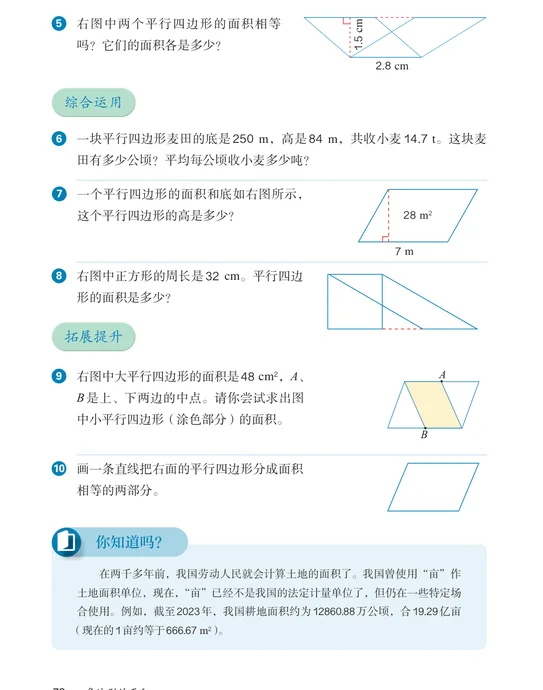 5 右图中两个平行四边形的面积相等
吗？它们的面积各是多少？
1.5 cm
2.8 cm
综合运用
6 一块平行四边形麦田的底是250 m，高是84 m，共收小麦14.7 t。这块麦
田有多少公顷？平均每公顷收小麦多少吨？
7 一个平行四边形的面积和底如右图所示，
这个平行四边形的高是多少？
28 m²
7 m
8 右图中正方形的周长是32 cm。平行四边
形的面积是多少？
拓展提升
9 右图中大平行四边形的面积是48 cm²，A、
B是上、下两边的中点。请你尝试求出图
中小平行四边形（涂色部分）的面积。
A
B
10 画一条直线把右面的平行四边形分成面积
相等的两部分。
你知道吗？
在两千多年前，我国劳动人民就会计算土地的面积了。我国曾使用“亩”作
土地面积单位，现在，“亩”已经不是我国的法定计量单位了，但仍在一些特定场
合使用。例如，截至2023年，我国耕地面积约为12860.88万公顷，合19.29亿亩
（现在的1亩约等于666.67 m²）。